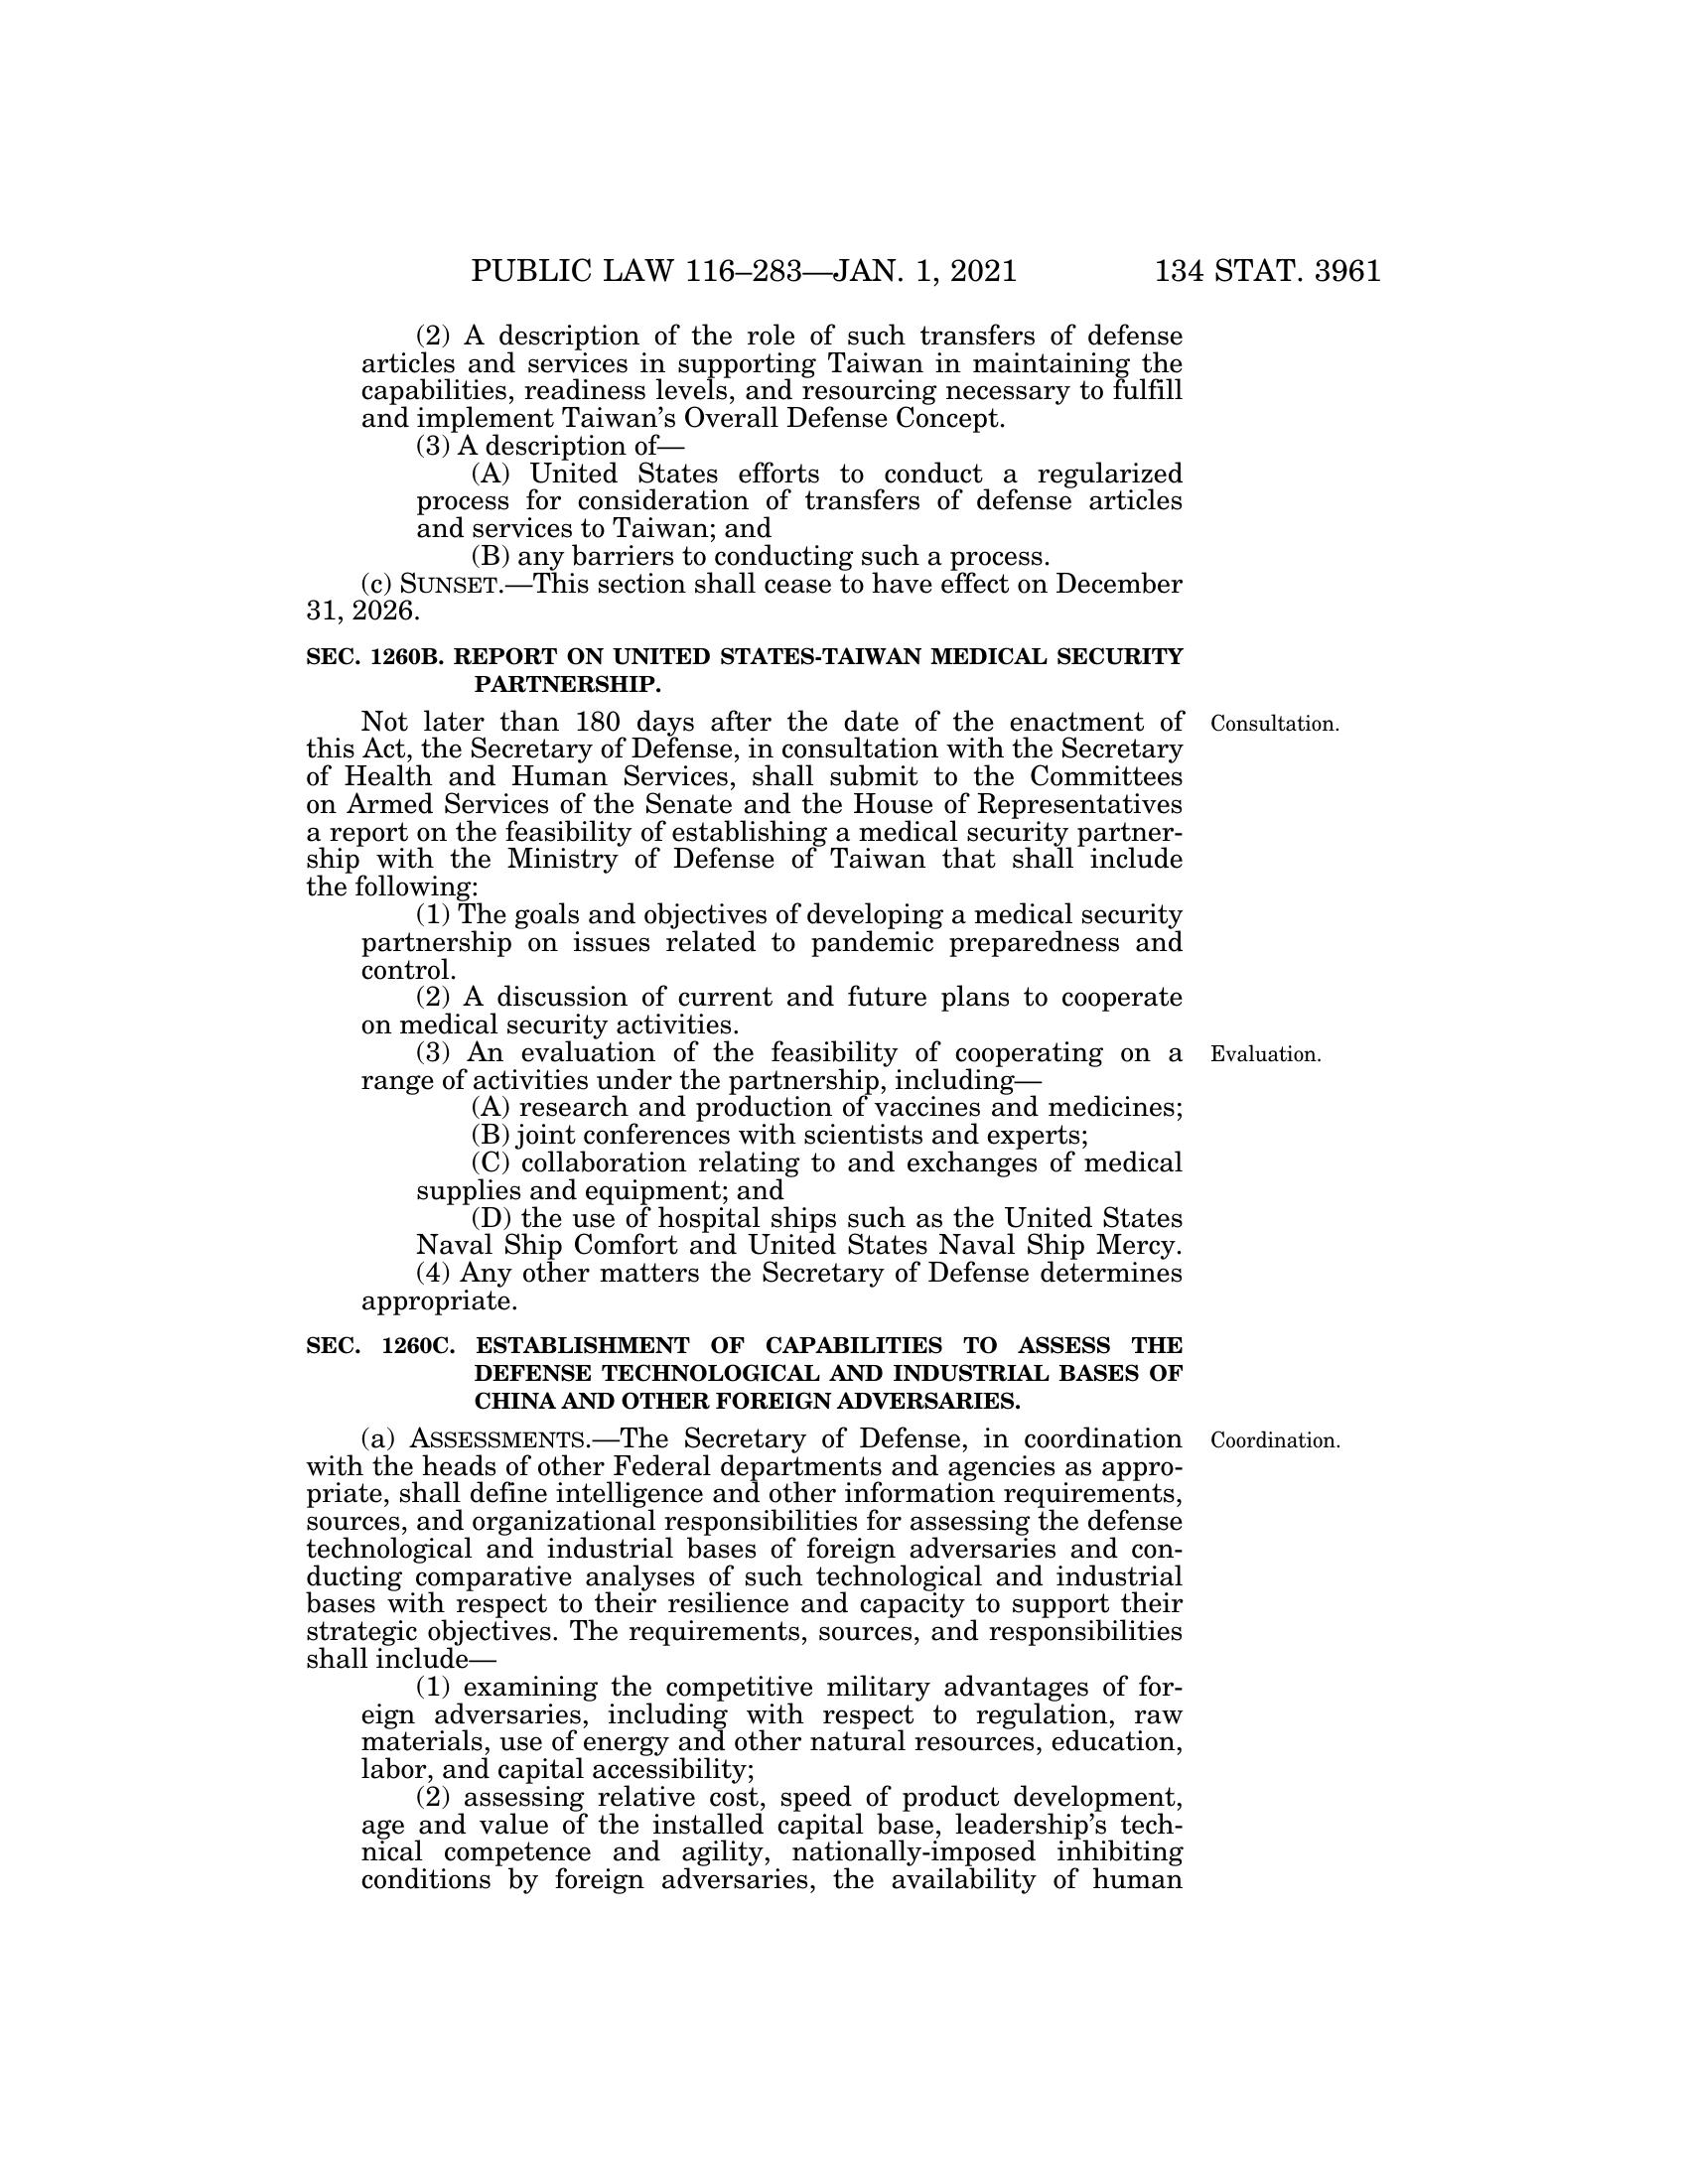 PUBLIC LAW 116–283—JAN. 1, 2021 134 STAT. 3961
(2) A description of the role of such transfers of defense
articles and services in supporting Taiwan in maintaining the
capabilities, readiness levels, and resourcing necessary to fulfill
and implement Taiwan’s Overall Defense Concept.
(3) A description of—
(A) United States efforts to conduct a regularized
process for consideration of transfers of defense articles
and services to Taiwan; and
(B) any barriers to conducting such a process.
(c) SUNSET.—This section shall cease to have effect on December
31, 2026.
SEC. 1260B. REPORT ON UNITED STATES-TAIWAN MEDICAL SECURITY
PARTNERSHIP.
Not later than 180 days after the date of the enactment of Consultation.
this Act, the Secretary of Defense, in consultation with the Secretary
of Health and Human Services, shall submit to the Committees
on Armed Services of the Senate and the House of Representatives
a report on the feasibility of establishing a medical security partner-
ship with the Ministry of Defense of Taiwan that shall include
the following:
(1) The goals and objectives of developing a medical security
partnership on issues related to pandemic preparedness and
control.
(2) A discussion of current and future plans to cooperate
on medical security activities.
(3) An evaluation of the feasibility of cooperating on a Evaluation.
range of activities under the partnership, including—
(A) research and production of vaccines and medicines;
(B) joint conferences with scientists and experts;
(C) collaboration relating to and exchanges of medical
supplies and equipment; and
(D) the use of hospital ships such as the United States
Naval Ship Comfort and United States Naval Ship Mercy.
(4) Any other matters the Secretary of Defense determines
appropriate.
SEC. 1260C. ESTABLISHMENT OF CAPABILITIES TO ASSESS THE
DEFENSE TECHNOLOGICAL AND INDUSTRIAL BASES OF
CHINA AND OTHER FOREIGN ADVERSARIES.
(a) ASSESSMENTS.—The Secretary of Defense, in coordination Coordination.
with the heads of other Federal departments and agencies as appro-
priate, shall define intelligence and other information requirements,
sources, and organizational responsibilities for assessing the defense
technological and industrial bases of foreign adversaries and con-
ducting comparative analyses of such technological and industrial
bases with respect to their resilience and capacity to support their
strategic objectives. The requirements, sources, and responsibilities
shall include—
(1) examining the competitive military advantages of for-
eign adversaries, including with respect to regulation, raw
materials, use of energy and other natural resources, education,
labor, and capital accessibility;
(2) assessing relative cost, speed of product development,
age and value of the installed capital base, leadership’s tech-
nical competence and agility, nationally-imposed inhibiting
conditions by foreign adversaries, the availability of human